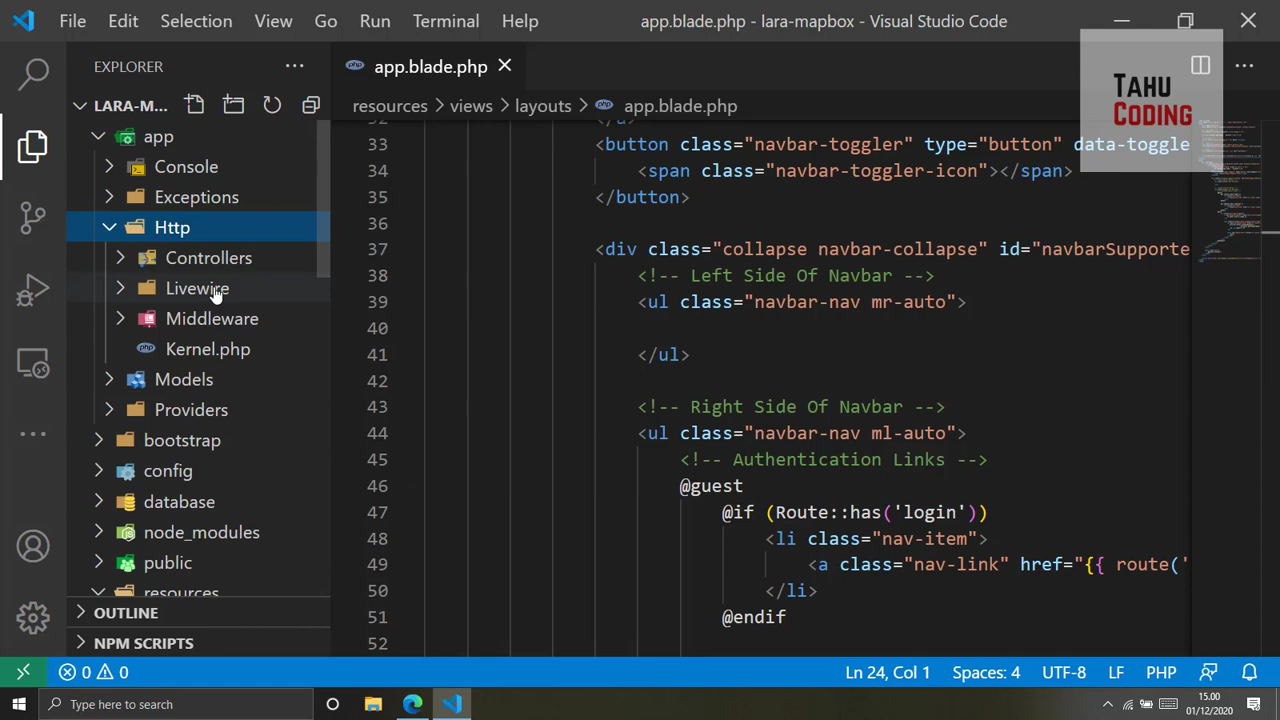 File Edit Selection View Go Run Terminal Help app.blade.php - lara-mapbox - Visual Studio Code
EXPLORER
app.blade.php
TAHU
CODING
LARA-M...
resources > views > layouts > app.blade.php
app
Console
Exceptions
Http
Controllers
Livewire
Middleware
Kernel.php
Models
Providers
bootstrap
config
database
node_modules
public
resources
OUTLINE
NPM SCRIPTS
32 </a>
33 <button class="navbar-toggler" type="button" data-toggle
34 <span class="navbar-toggler-icon"></span>
35 </button>
36
37 <div class="collapse navbar-collapse" id="navbarSupporte
38 <!-- Left Side Of Navbar -->
39 <ul class="navbar-nav mr-auto">
40
41 </ul>
42
43 <!-- Right Side Of Navbar -->
44 <ul class="navbar-nav ml-auto">
45 <!-- Authentication Links -->
46 @guest
47 @if (Route::has('login'))
48 <li class="nav-item">
49 <a class="nav-link" href="{{ route('
50 </li>
51 @endif
52
0 0 Ln 24, Col 1 Spaces: 4 UTF-8 LF PHP
Type here to search
15.00
01/12/2020